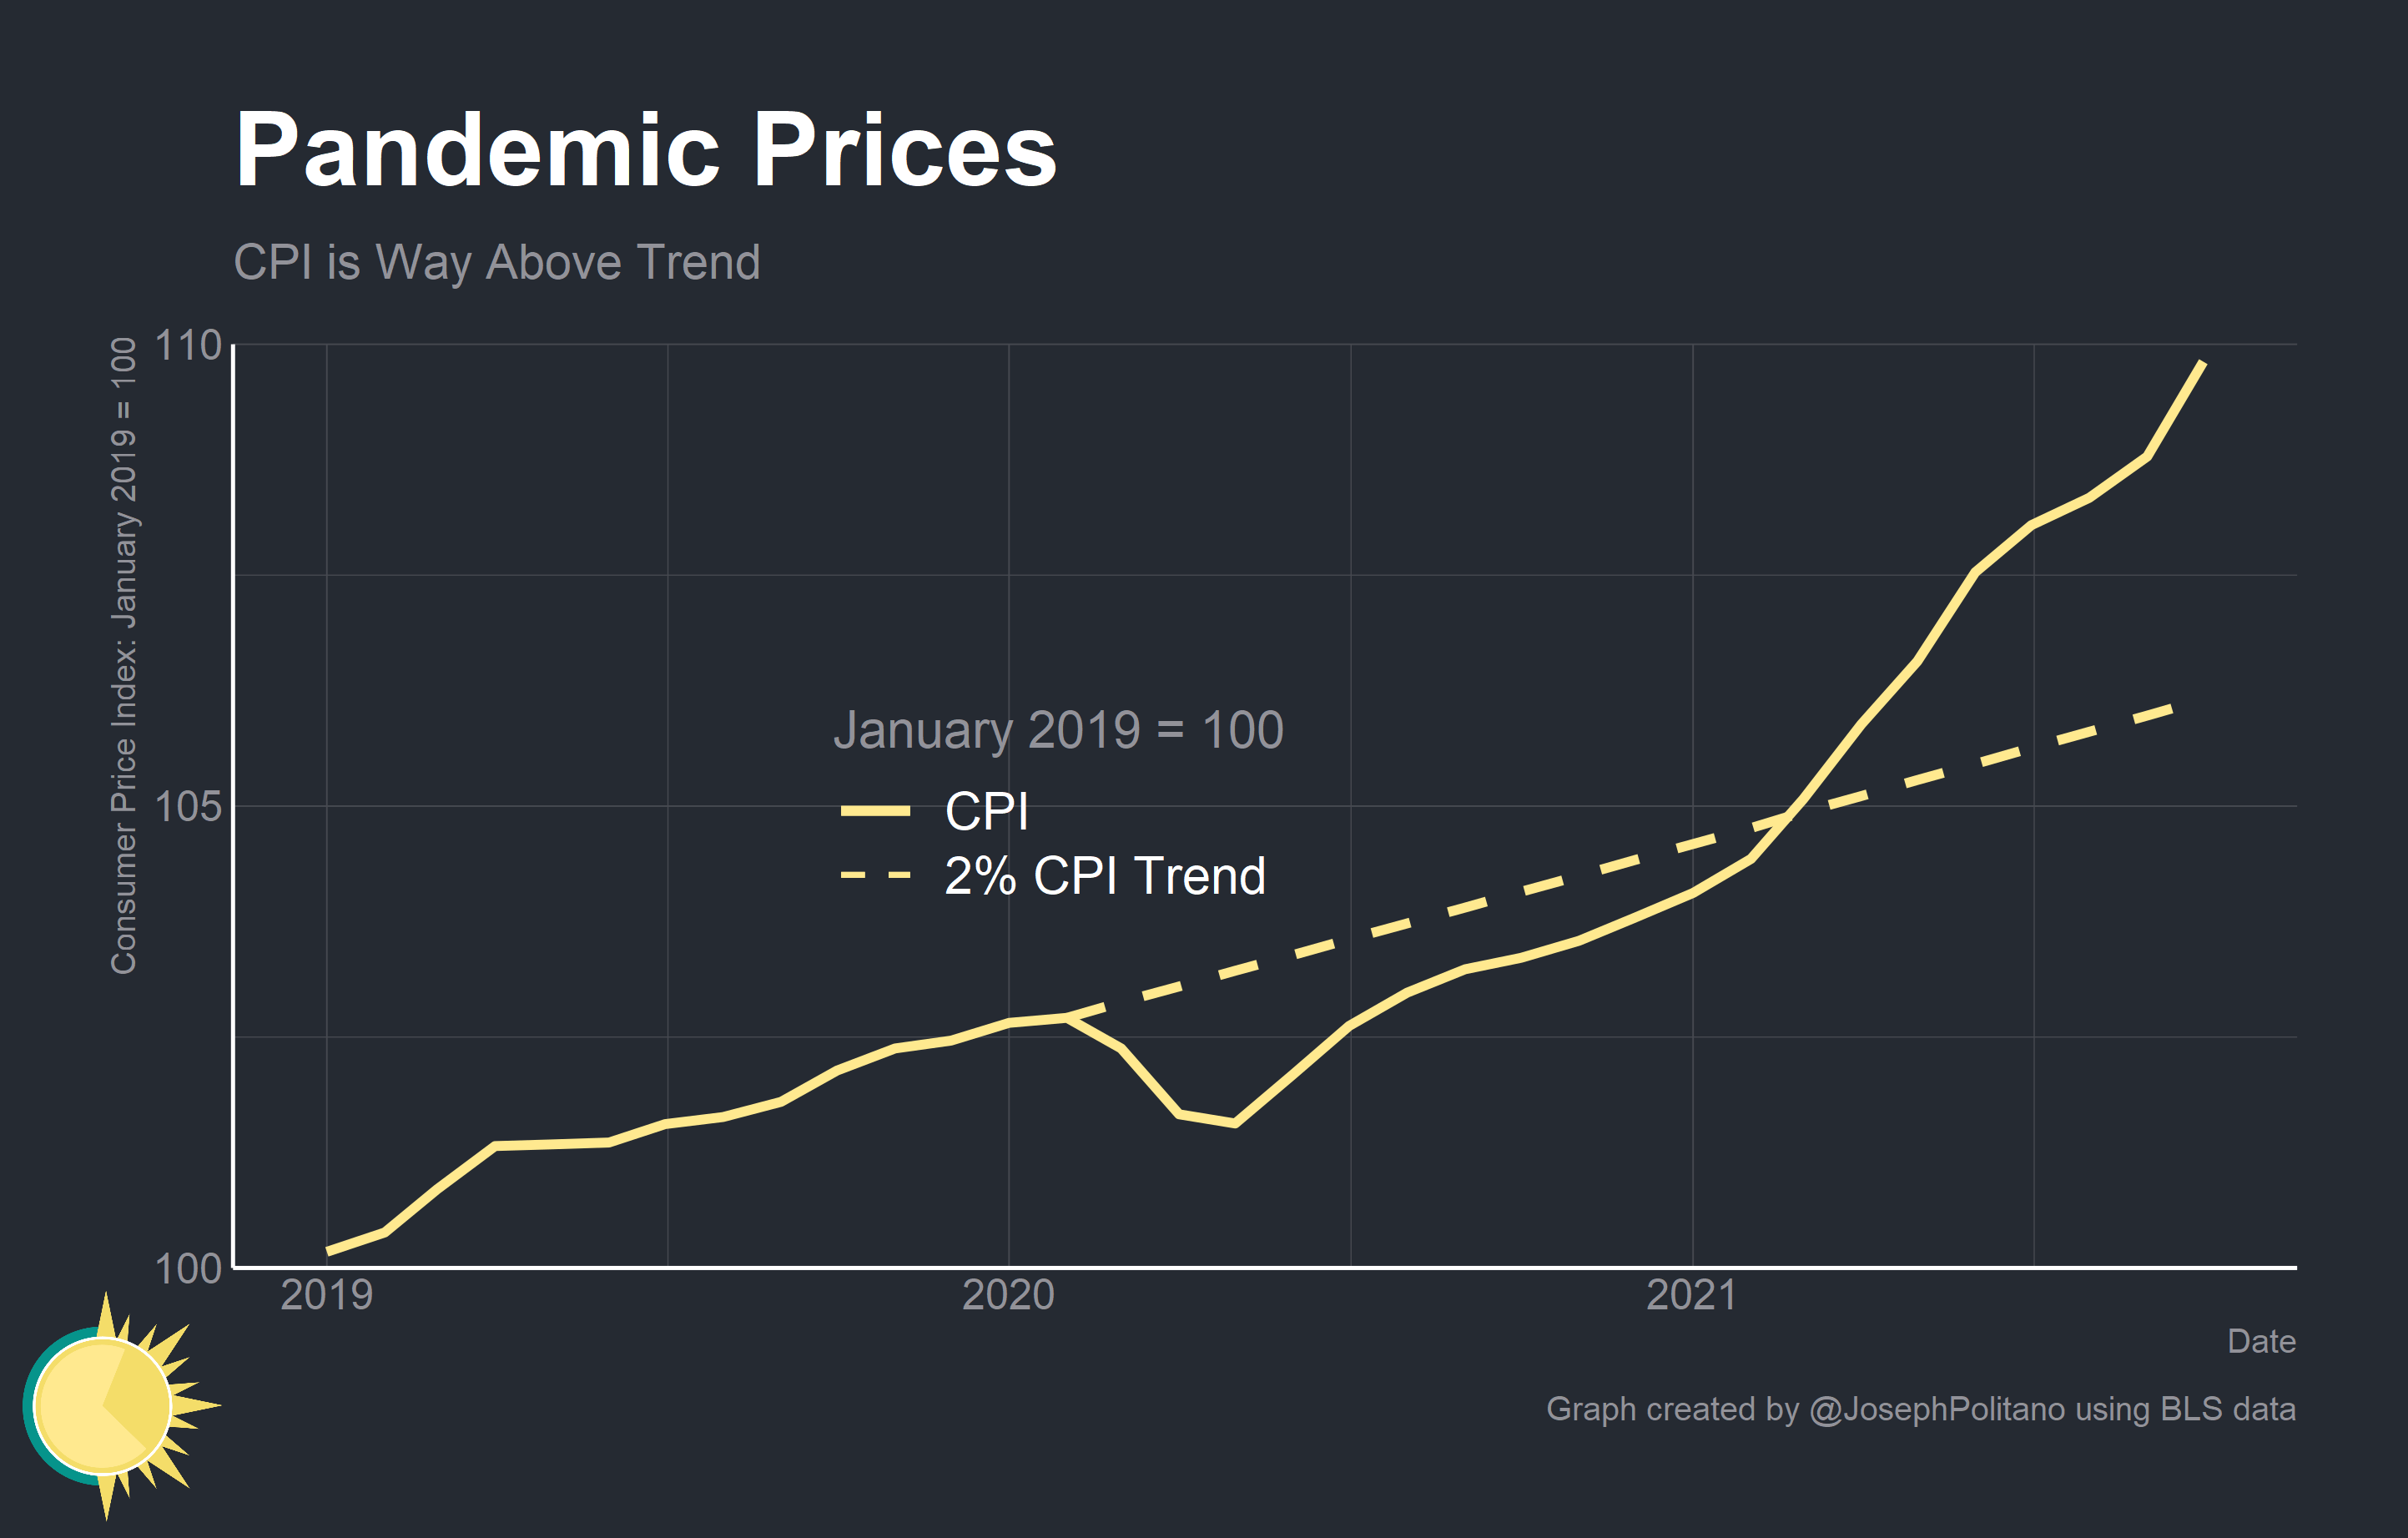 Pandemic Prices
CPI is Way Above Trend
Consumer Price Index: January 2019 = 100
110
105
100
January 2019 = 100
CPI
2% CPI Trend
2019
2020
2021
Date
Graph created by @JosephPolitano using BLS data